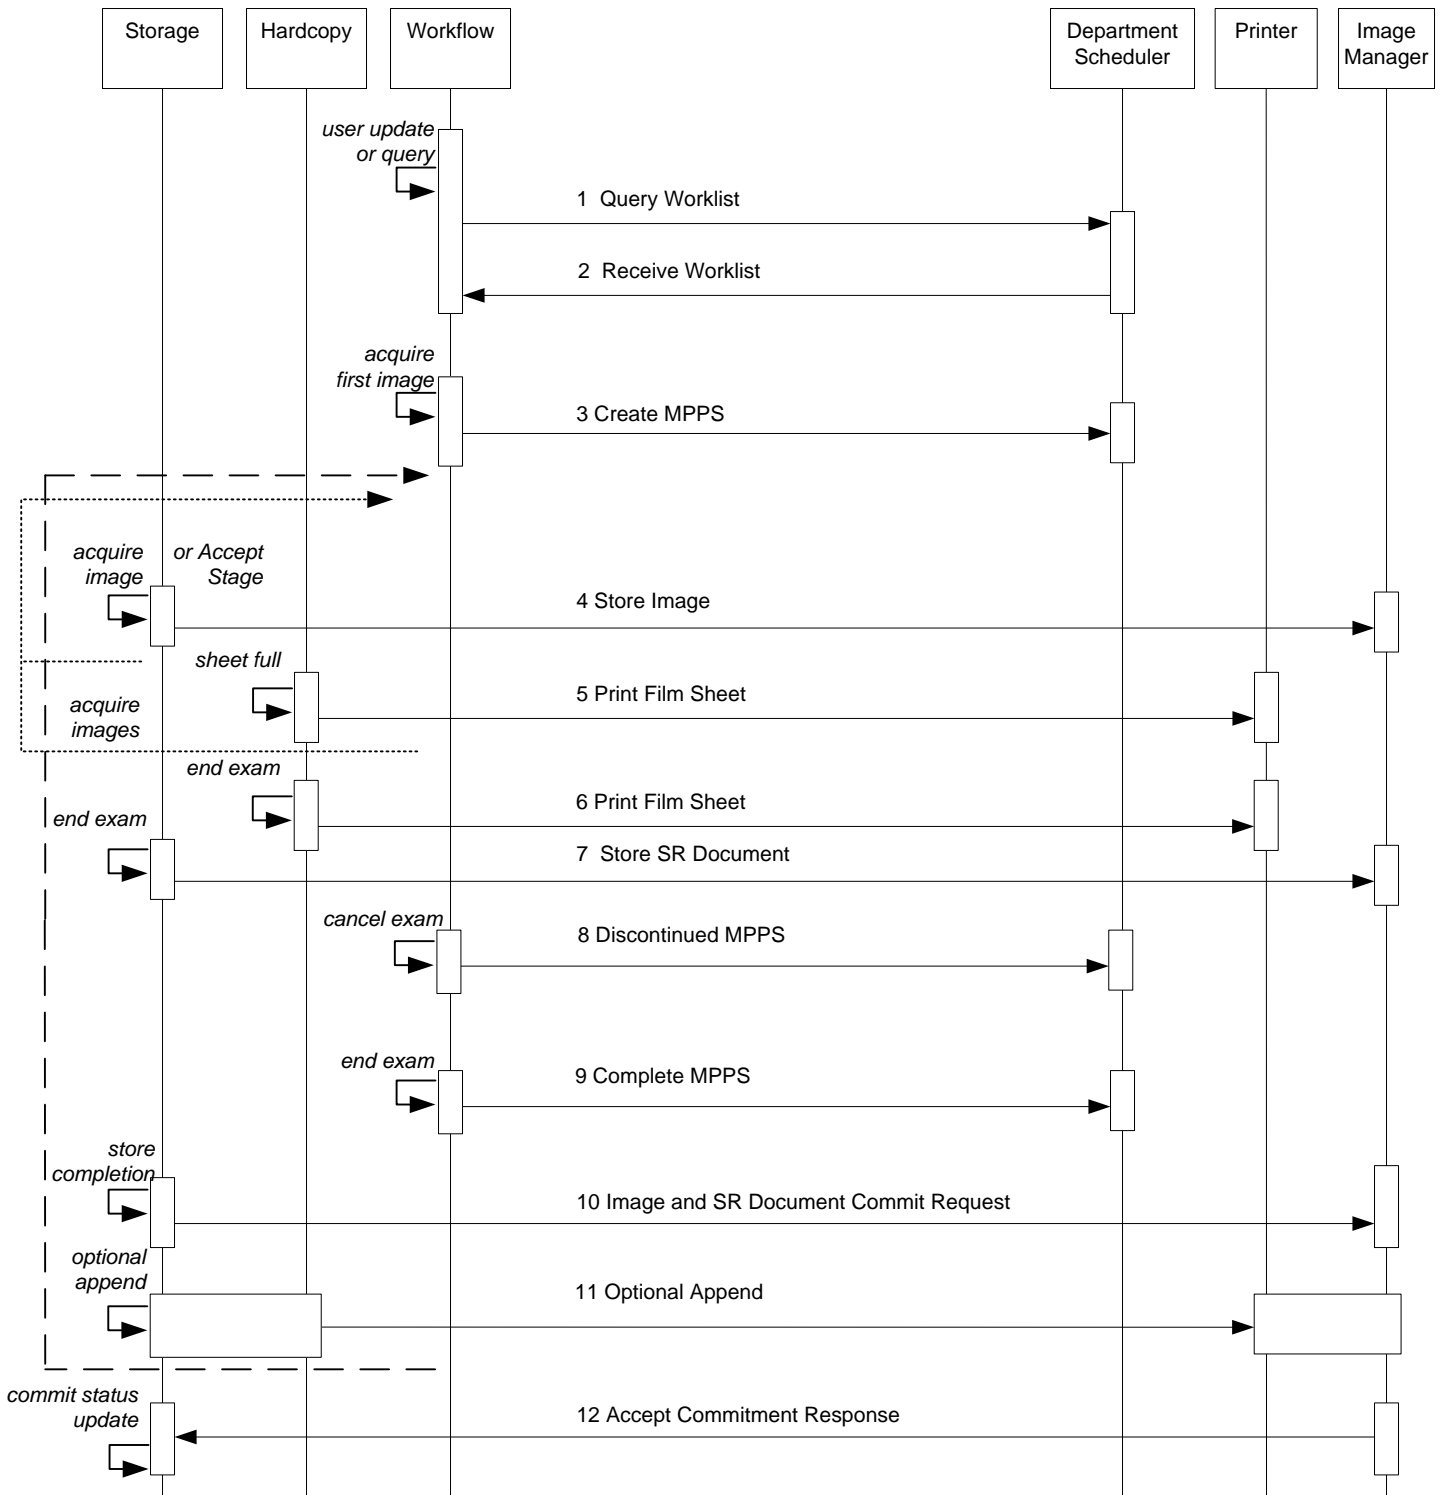 Storage
Hardcopy
Workflow
Department
Scheduler
Printer
Image
Manager
user update
or query
1 Query Worklist
2 Receive Worklist
acquire
first image
3 Create MPPS
acquire
image
or Accept
Stage
4 Store Image
sheet full
5 Print Film Sheet
acquire
images
end exam
6 Print Film Sheet
end exam
7 Store SR Document
cancel exam
8 Discontinued MPPS
end exam
9 Complete MPPS
store
completion
10 Image and SR Document Commit Request
optional
append
11 Optional Append
commit status
update
12 Accept Commitment Response